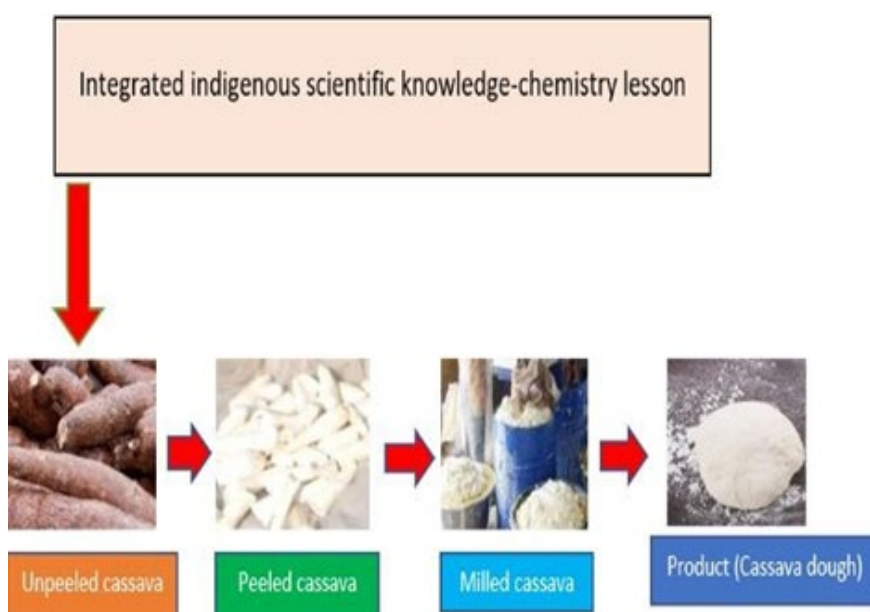 Integrated indigenous scientific knowledge-chemistry lesson
Unpeeled cassava
Peeled cassava
Milled cassava
Product (Cassava dough)